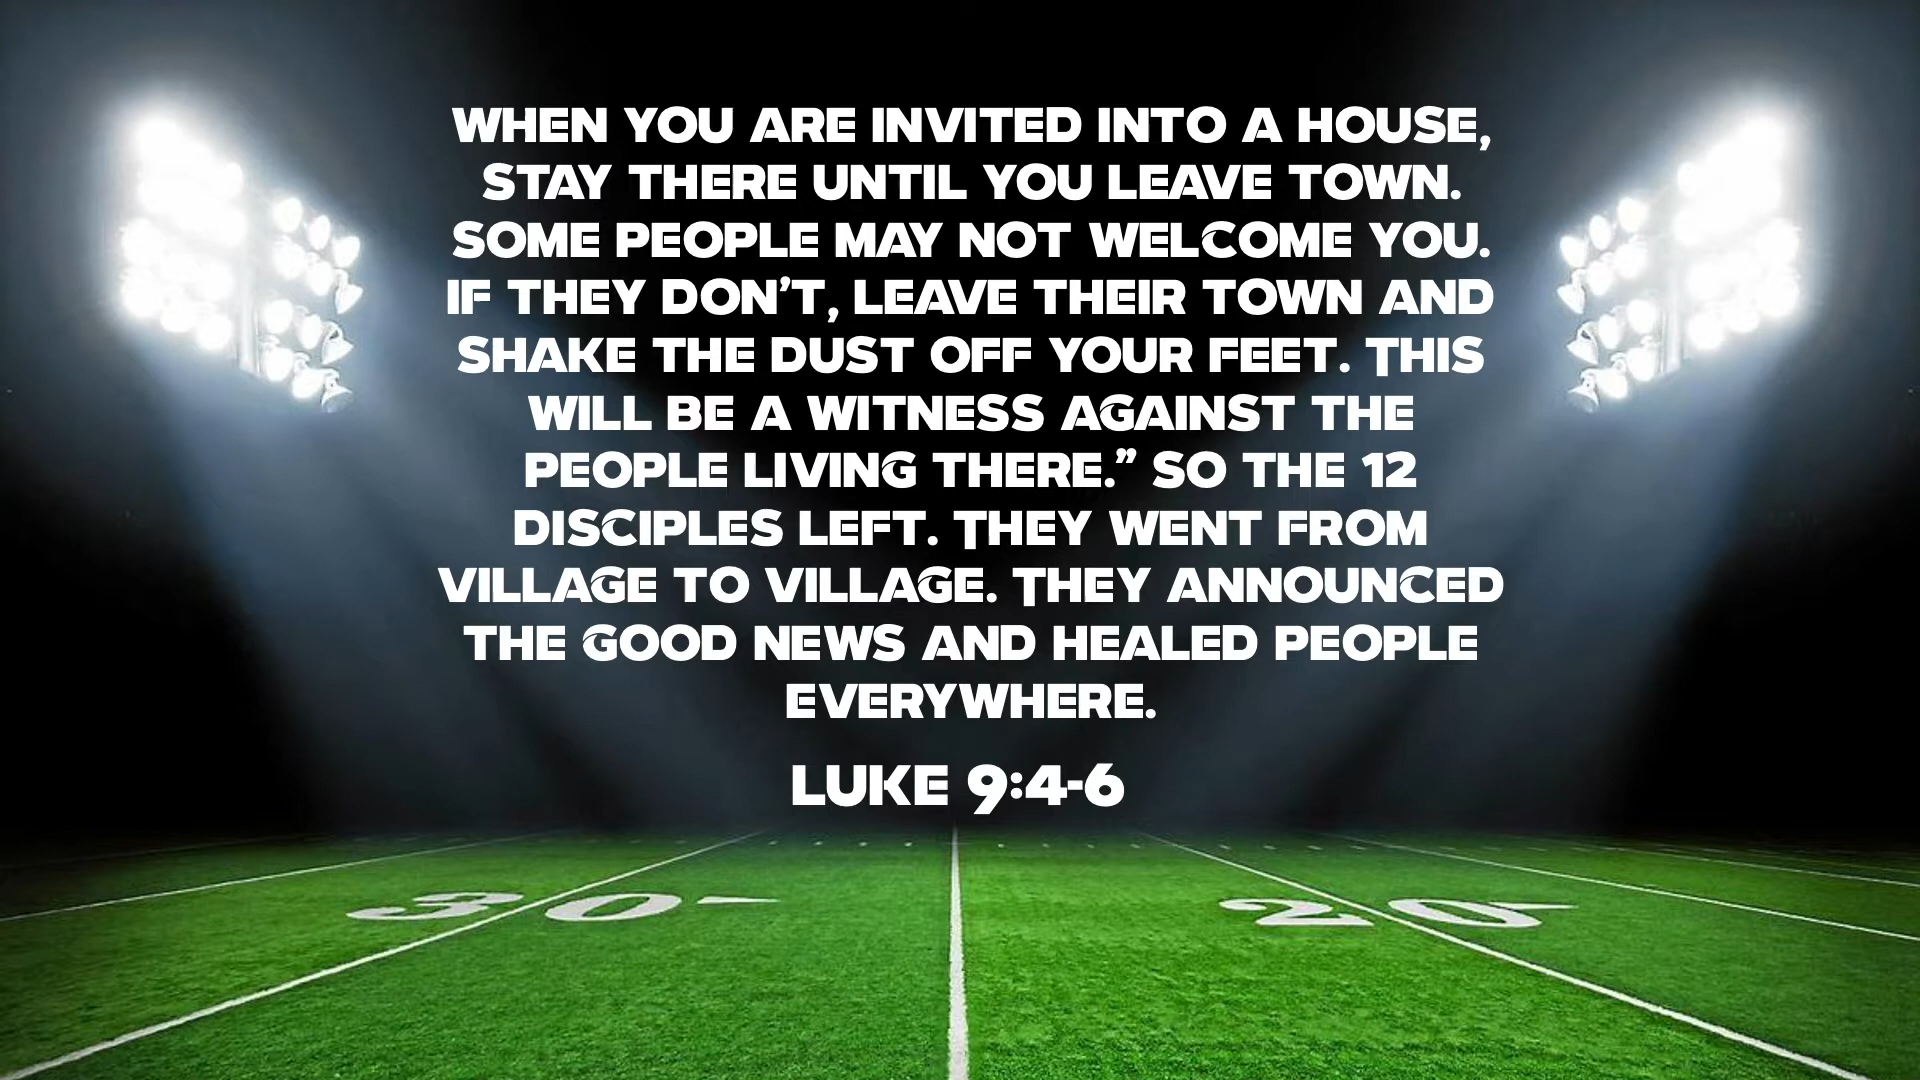 WHEN YOU ARE INVITED INTO A HOUSE,
STAY THERE UNTIL YOU LEAVE TOWN.
SOME PEOPLE MAY NOT WELCOME YOU.
IF THEY DON’T, LEAVE THEIR TOWN AND
SHAKE THE DUST OFF YOUR FEET. THIS
WILL BE A WITNESS AGAINST THE
PEOPLE LIVING THERE.” SO THE 12
DISCIPLES LEFT. THEY WENT FROM
VILLAGE TO VILLAGE. THEY ANNOUNCED
THE GOOD NEWS AND HEALED PEOPLE
EVERYWHERE.
LUKE 9:4-6
30 20